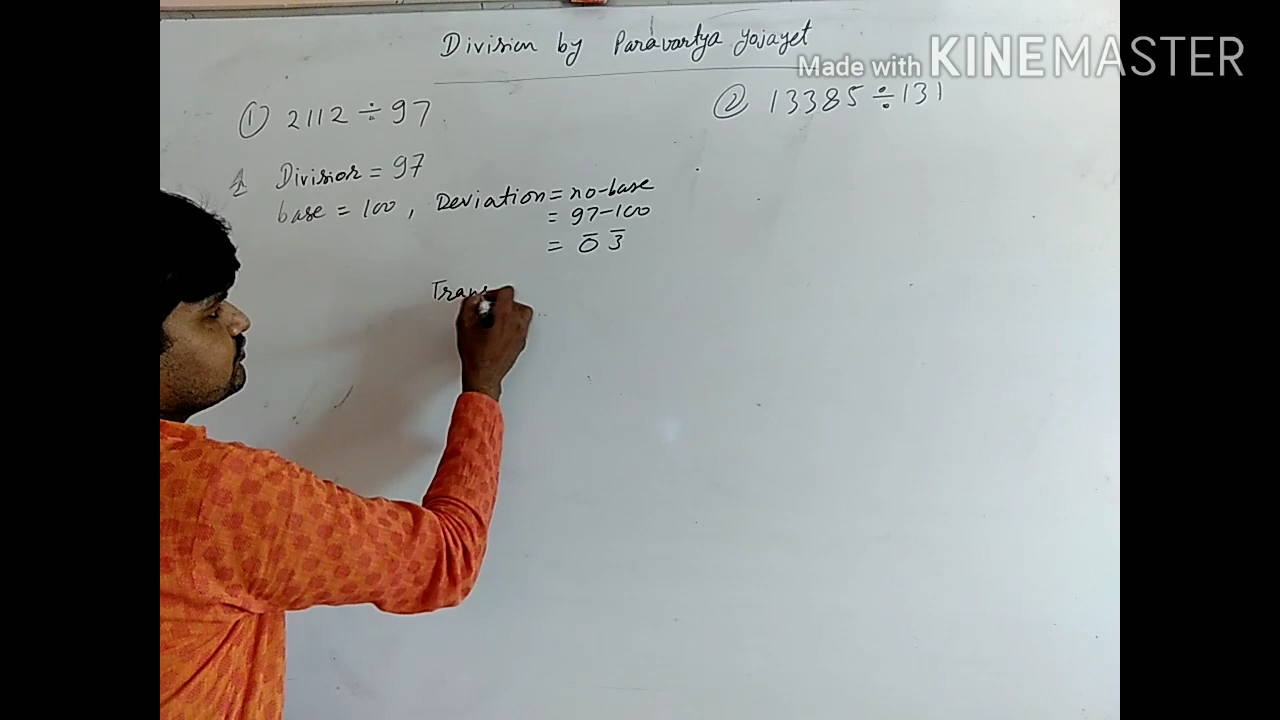 Division by Paravartya Yojayet
Made with KINEMASTER
① 2112 ÷ 97
② 13385 ÷ 131
Divisior = 97
base = 100, Deviation = no-base
= 97-100
= 0̅ 3̅
Trans